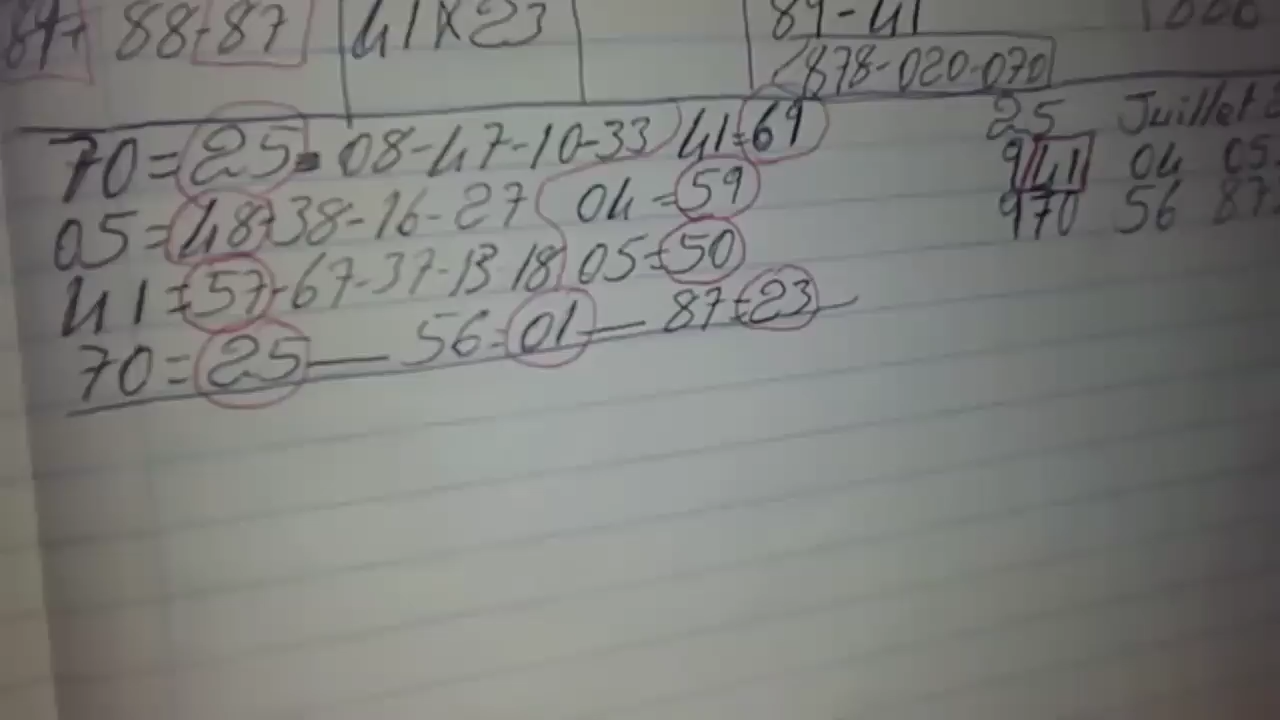 88-87 41x23 89-41
878-020-070
70=25-08-47-10-33 41=69
05=48+38-16-27 04=59
41=57-67-37-13 18 05=50
70=25— 56=01— 87=23—
25 Juillet
941 04 05
970 56 87